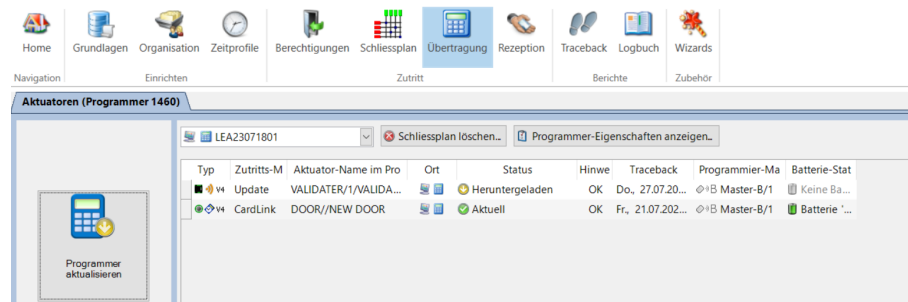 Home Grundlagen Organisation Zeitprofile Berechtigungen Schliessplan Übertragung Rezeption Traceback Logbuch Wizards
Navigation Einrichten Zutritt Berichte Zubehör
Aktuatoren (Programmer 1460)
LEA23071801 Schliessplan löschen... Programmer-Eigenschaften anzeigen...
Typ Zutritts-M Aktuator-Name im Pro Ort Status Hinwe Traceback Programmier-Ma Batterie-Stat
V4 Update VALIDATER/1/VALIDA... Heruntergeladen OK Do., 27.07.20... B Master-B/1 Keine Ba...
V4 CardLink DOOR//NEW DOOR Aktuell OK Fr., 21.07.202... B Master-B/1 Batterie '...
Programmer
aktualisieren